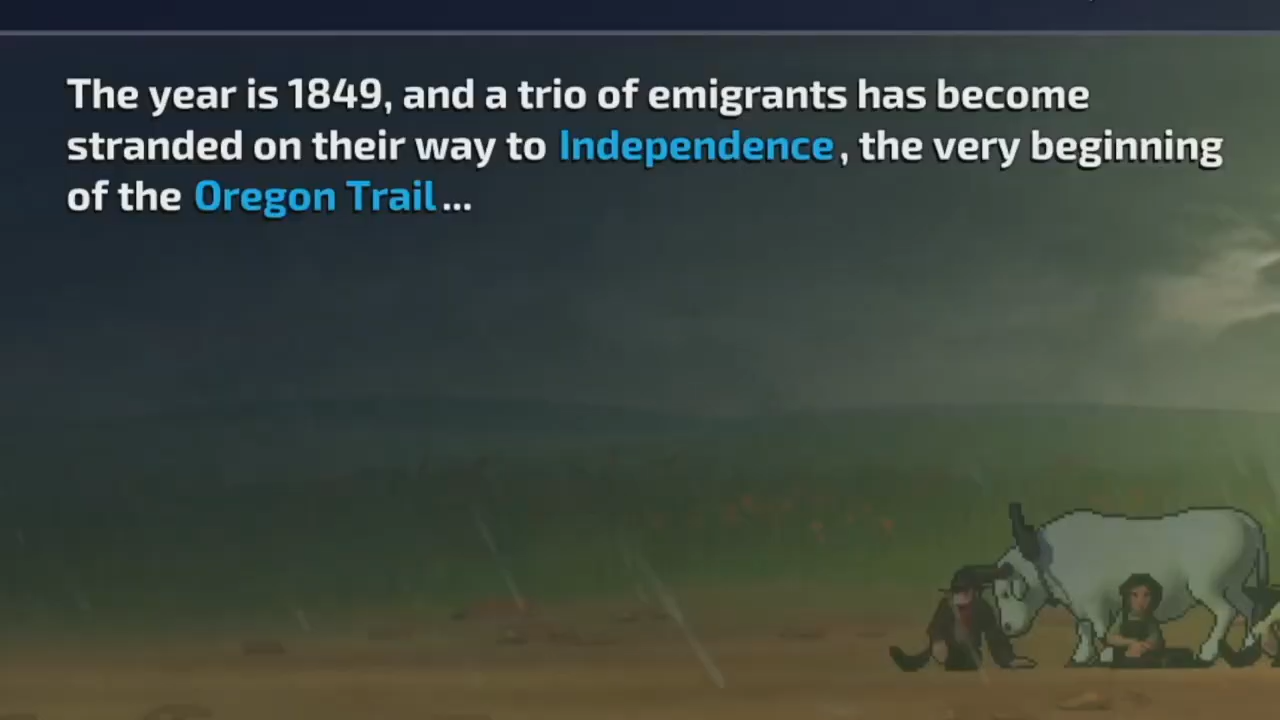 The year is 1849, and a trio of emigrants has become
stranded on their way to Independence, the very beginning
of the Oregon Trail...